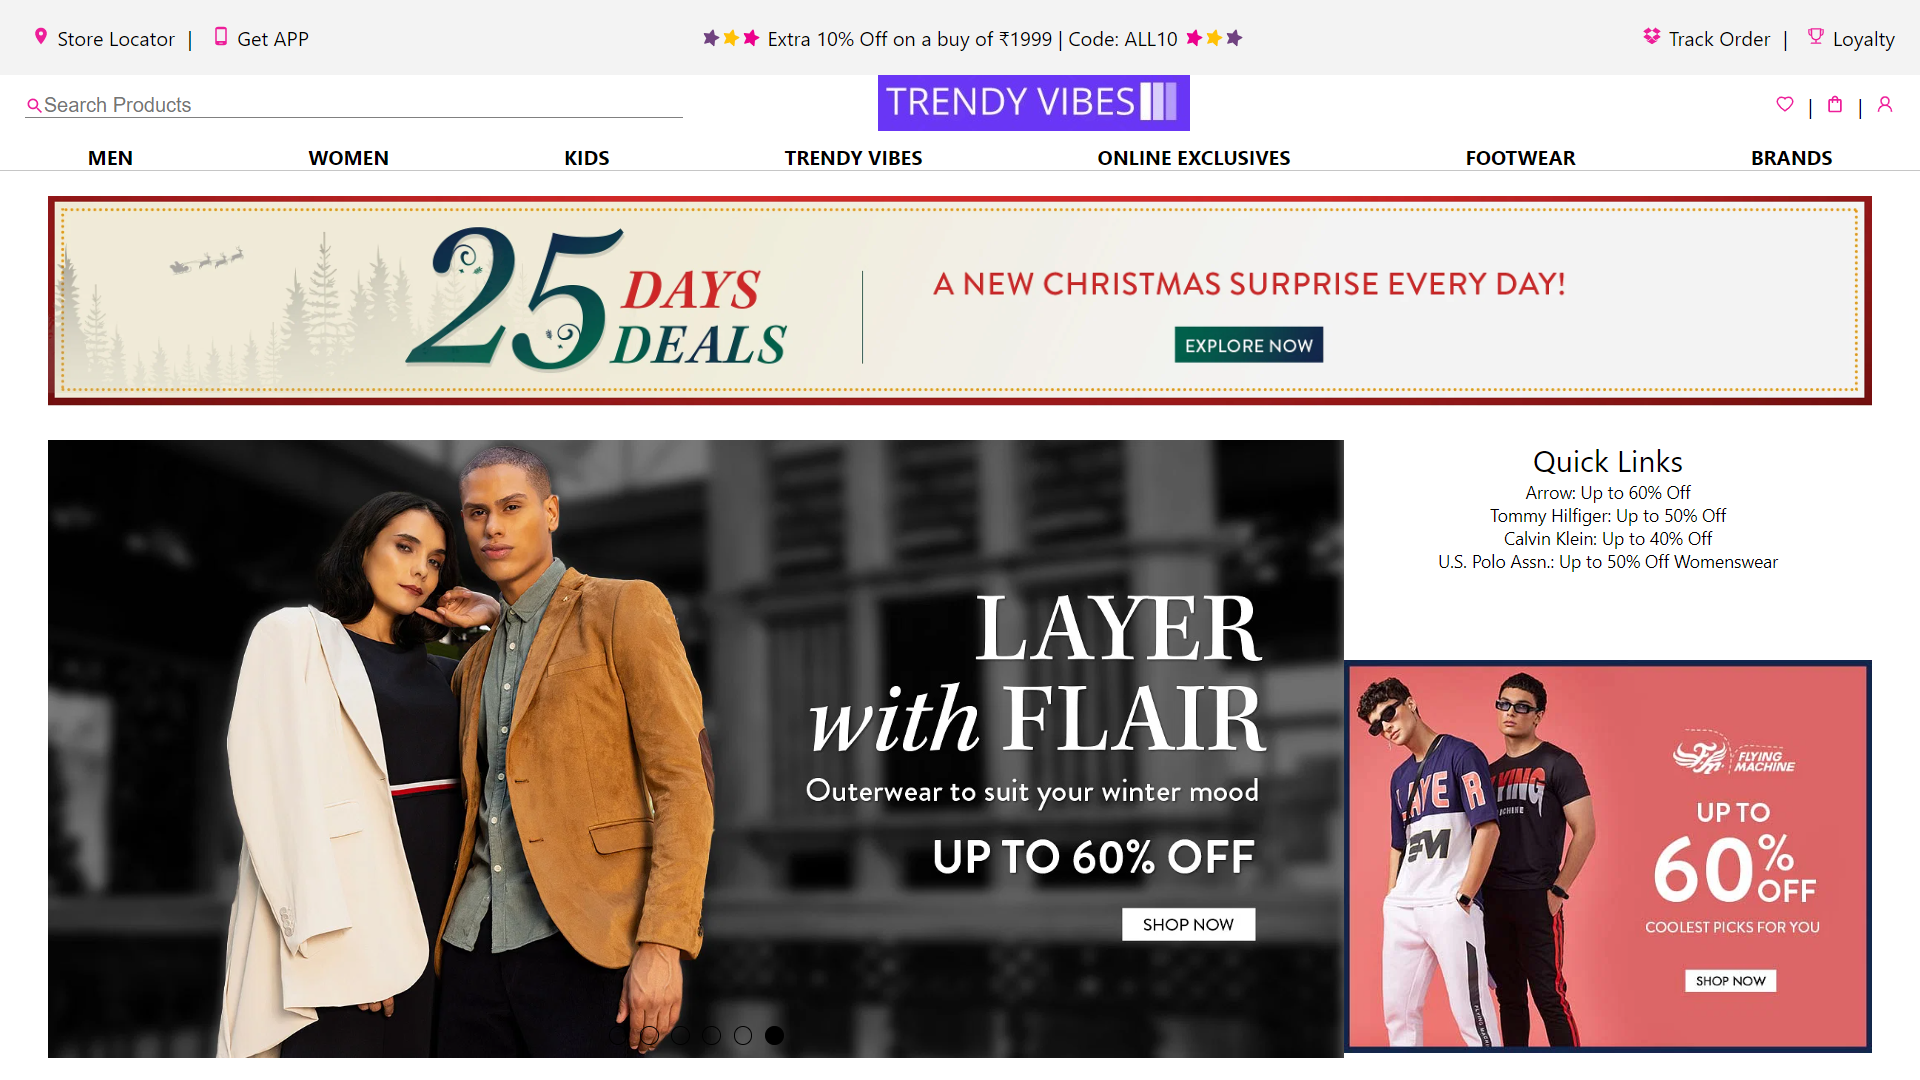 Store Locator | Get APP
Extra 10% Off on a buy of ₹1999 | Code: ALL10
Track Order | Loyalty
Search Products
TRENDY VIBES
MEN WOMEN KIDS TRENDY VIBES ONLINE EXCLUSIVES FOOTWEAR BRANDS
25 DAYS
DEALS
A NEW CHRISTMAS SURPRISE EVERY DAY!
EXPLORE NOW
LAYER
with FLAIR
Outerwear to suit your winter mood
UP TO 60% OFF
SHOP NOW
Quick Links
Arrow: Up to 60% Off
Tommy Hilfiger: Up to 50% Off
Calvin Klein: Up to 40% Off
U.S. Polo Assn.: Up to 50% Off Womenswear
FLYING
MACHINE
UP TO
60%
OFF
COOLEST PICKS FOR YOU
SHOP NOW